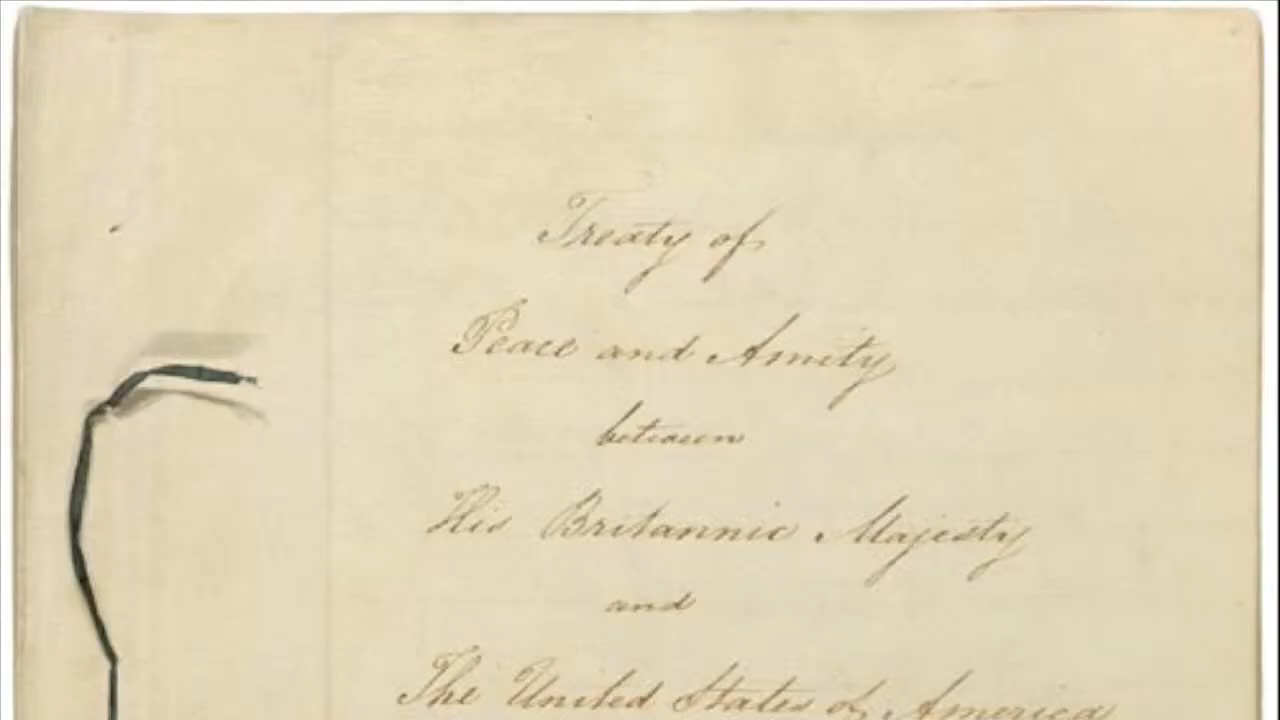 Treaty of
Peace and Amity
between
His Britannic Majesty
and
The United States of America